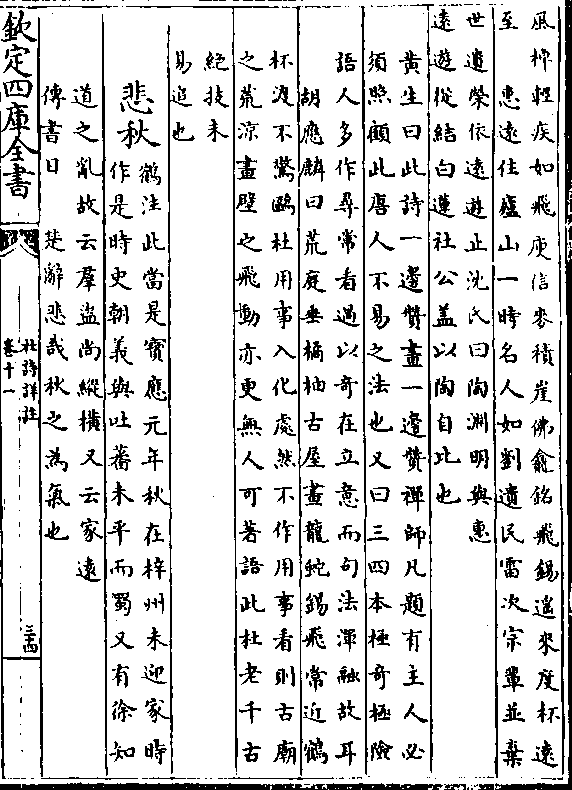 風柳輕疾如飛庾信麥積崖佛龕銘飛錫遥來度杯遠
至 惠遠住廬山一時名人如劉遺民雷次宗輩並棄
世遺榮依遠遊止沈氏曰陶淵明與惠
遠遊從結白蓮社公盖以陶自比也
黄生曰此詩一邊贊畫一邊贊禪師凡題有主人必
須照顧此唐人不易之法也又曰三四本極奇極險
語人多作尋常看過以奇在立意而句法渾融故耳
胡應麟曰荒庭垂橘柚古屋畫龍蛇錫飛常近鶴
杯渡不驚鷗杜用事入化處然不作用事看則古廟
之荒涼畫壁之飛動亦更無人可著語此杜老千古
絶技未
易追也
悲秋
鶴注此當是寶應元年秋在梓州未迎家時
作是時史朝義與吐蕃未平而蜀又有徐知
道之亂故云羣盗尚縱橫又云家遠
傳書日 楚辭悲哉秋之為氣也
欽定四庫全書
杜詩詳註
卷十一
三十四